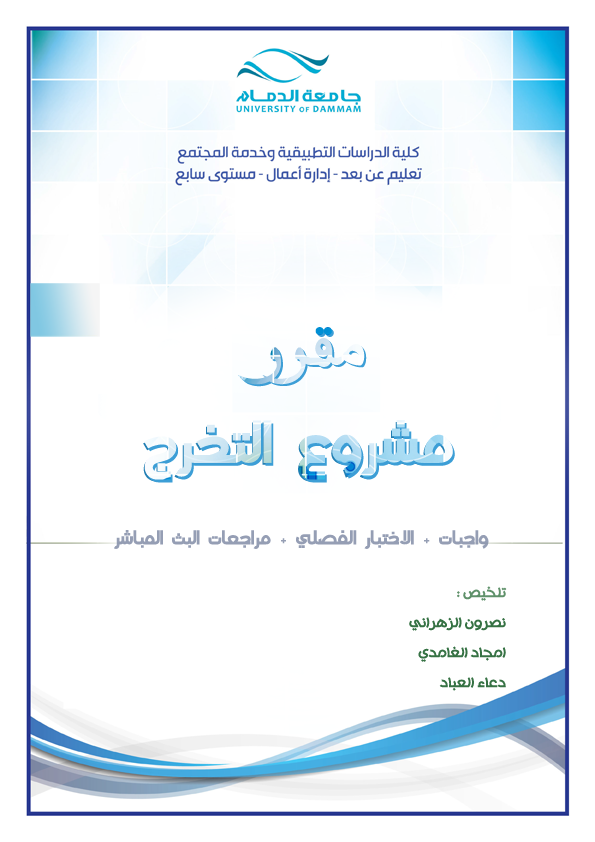 جامعة الدمام
UNIVERSITY OF DAMMAM
كلية الدراسات التطبيقية وخدمة المجتمع
تعليم عن بعد - إدارة أعمال - مستوى سابع
مقرر
مشروع التخرج
واجبات + الاختبار الفصلي + مراجعات البث المباشر
تلخيص :
نصرون الزهراني
امجاد الغامدي
دعاء العباد